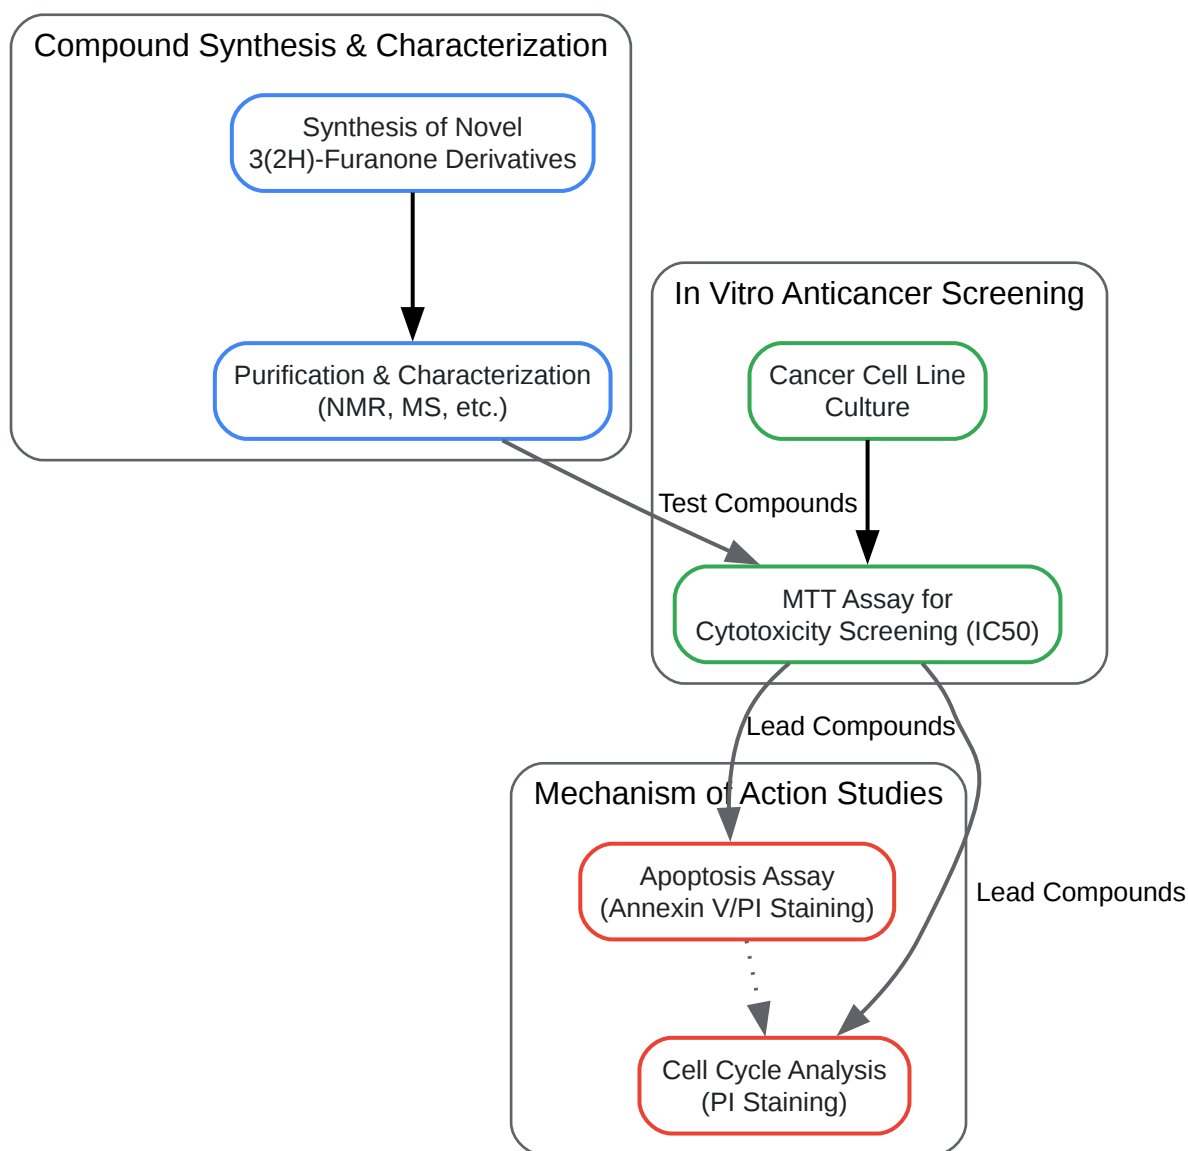 Compound Synthesis & Characterization
Synthesis of Novel
3(2H)-Furanone Derivatives
Purification & Characterization
(NMR, MS, etc.)
In Vitro Anticancer Screening
Cancer Cell Line
Culture
Test Compounds
MTT Assay for
Cytotoxicity Screening (IC50)
Lead Compounds
Mechanism of Action Studies
Apoptosis Assay
(Annexin V/PI Staining)
Lead Compounds
Cell Cycle Analysis
(PI Staining)